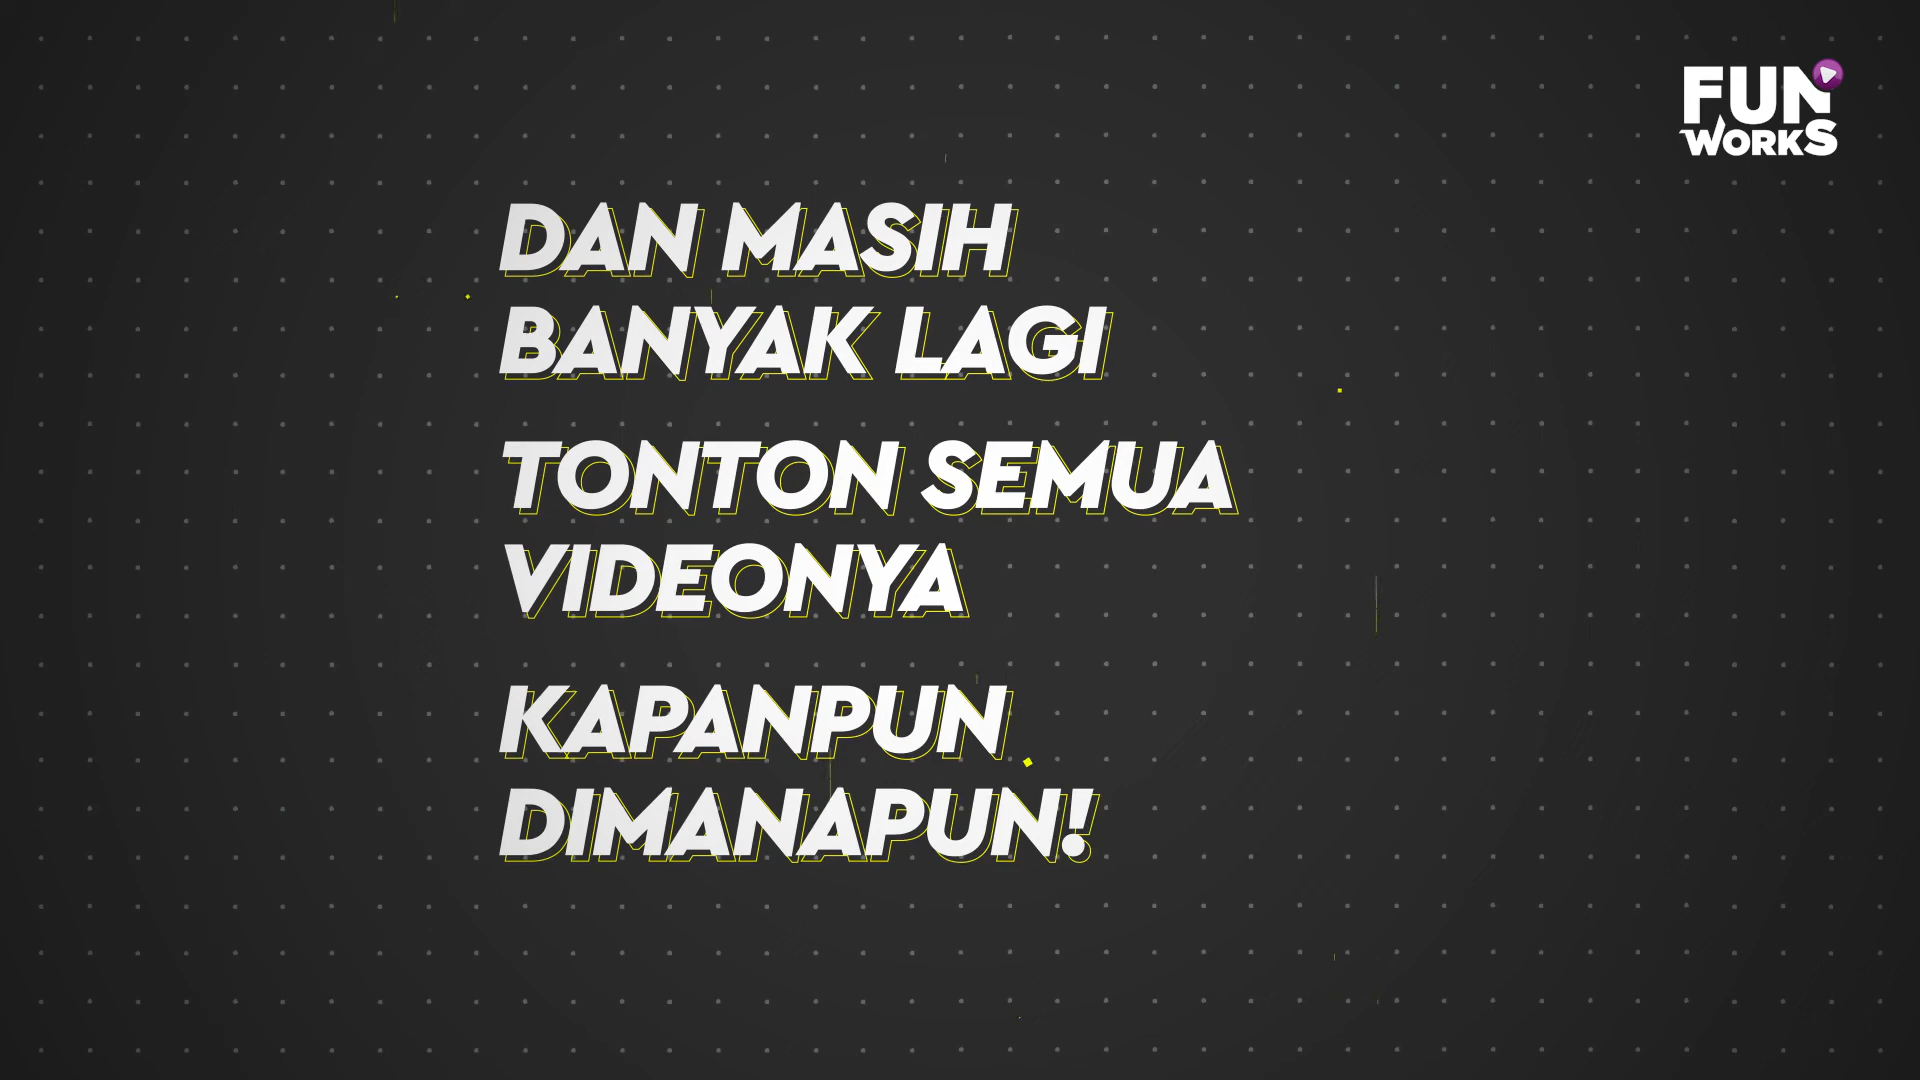 FUN
WORKS
DAN MASIH
BANYAK LAGI
TONTON SEMUA
VIDEONYA
KAPANPUN
DIMANAPUN!